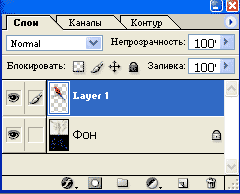 Слои Каналы Контур
Normal Непрозрачность: 100%
Блокировать: Заливка: 100%
Layer 1
Фон